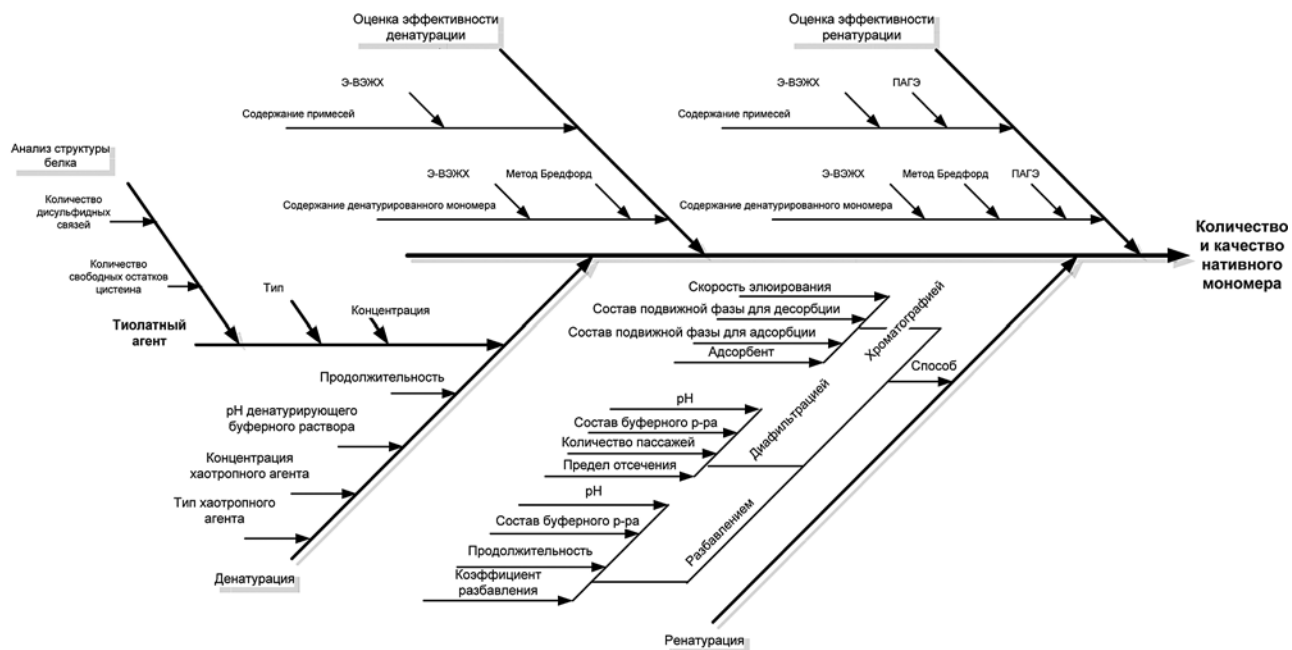 Оценка эффективности
денатурации
Оценка эффективности
ренатурации
Э-ВЭЖХ
Содержание примесей
Э-ВЭЖХ
ПАГЭ
Содержание примесей
Анализ структуры
белка
Э-ВЭЖХ
Метод Бредфорд
Содержание денатурированного мономера
Э-ВЭЖХ
Метод Бредфорд
ПАГЭ
Содержание денатурированного мономера
Количество
дисульфидных
связей
Количество
свободных остатков
цистеина
Количество
и качество
нативного
мономера
Тиолатный
агент
Тип
Концентрация
Скорость элюирования
Состав подвижной фазы для десорбции
Состав подвижной фазы для адсорбции
Адсорбент
Хроматографией
Способ
Продолжительность
pH денатурирующего
буферного раствора
Концентрация
хаотропного агента
Тип хаотропного
агента
Денатурация
pH
Состав буферного р-ра
Количество пассажей
Предел отсечения
Диафильтрацией
pH
Состав буферного р-ра
Продолжительность
Коэффициент
разбавления
Разбавлением
Ренатурация